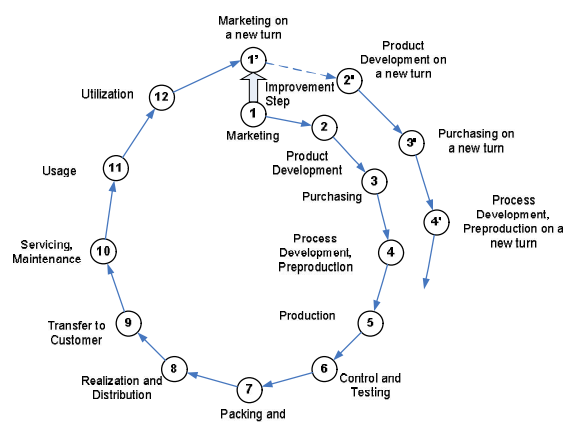 Marketing on
a new turn
1'
Product
Development on
a new turn
2"
Improvement
Step
Utilization
12
1
Marketing
2
Product
Development
3"
Purchasing on
a new turn
11
Usage
3
Purchasing
4'
Process
Development,
Preproduction on a
new turn
10
Servicing,
Maintenance
Process
Development,
Preproduction
4
9
Transfer to
Customer
Production
5
8
Realization and
Distribution
6
Control and
Testing
7
Packing and